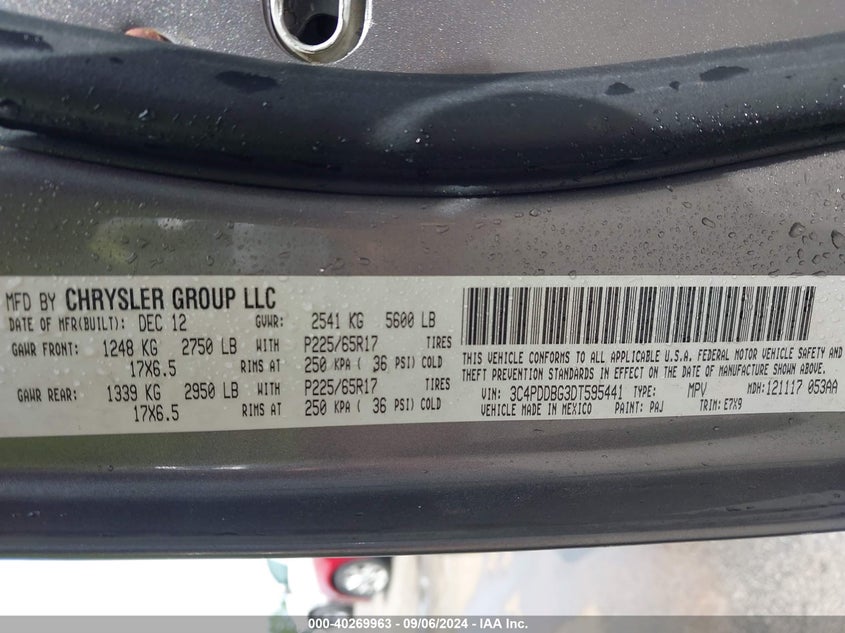 MFD BY CHRYSLER GROUP LLC
DATE OF MFR(BUILT): DEC 12 GVWR: 2541 KG 5600 LB
GAWR FRONT: 1248 KG 2750 LB WITH P225/65R17 TIRES
17X6.5 RIMS AT 250 KPA ( 36 PSI) COLD
GAWR REAR: 1339 KG 2950 LB WITH P225/65R17 TIRES
17X6.5 RIMS AT 250 KPA ( 36 PSI) COLD
THIS VEHICLE CONFORMS TO ALL APPLICABLE U.S.A. FEDERAL MOTOR VEHICLE SAFETY AND
THEFT PREVENTION STANDARDS IN EFFECT ON THE DATE OF MANUFACTURE SHOWN ABOVE.
VIN: 3C4PDDBG3DT595441 TYPE: MPV MDH: 121117 053AA
VEHICLE MADE IN MEXICO PAINT: PAJ TRIM: E7X9
000-40269963 - 09/06/2024 - IAA Inc.